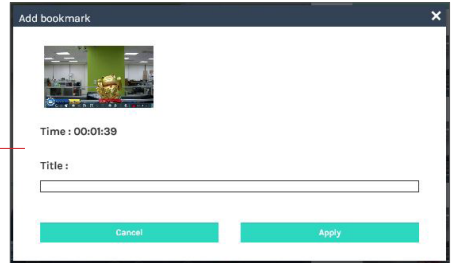 Add bookmark
Time : 00:01:39
Title :
Cancel
Apply